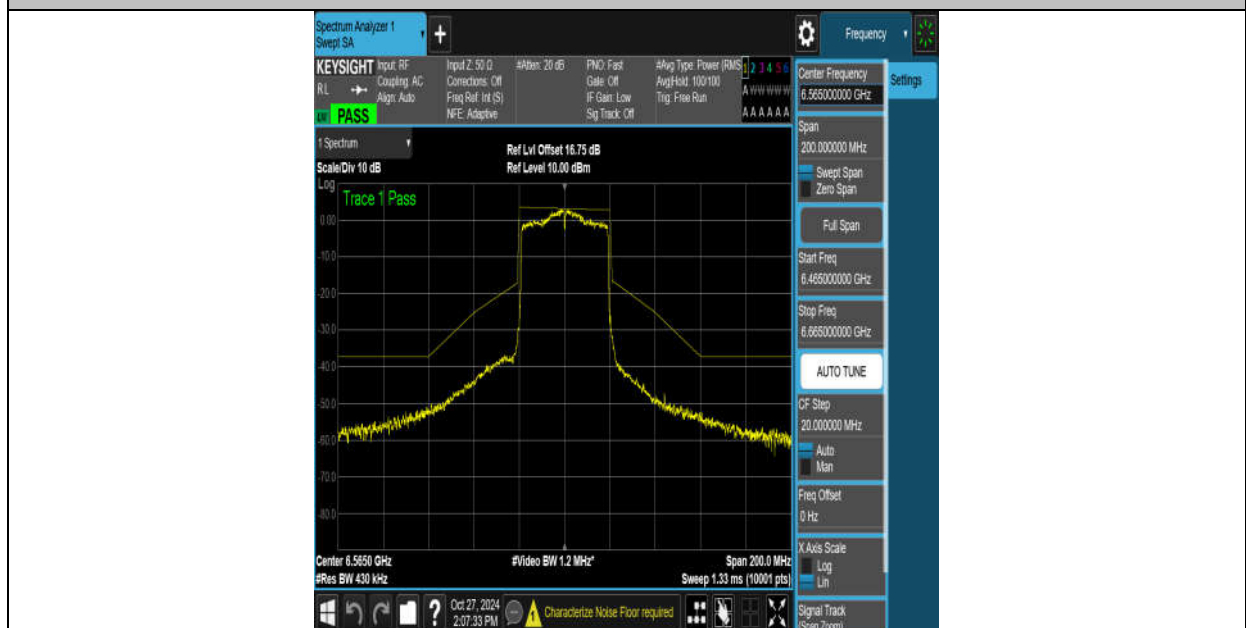 Spectrum Analyzer 1
Swept SA
Frequency
KEYSIGHT
RL
PASS
Input: RF
Coupling: AC
Align: Auto
Input Z: 50 Ω
Corrections: Off
Freq Ref: Int (S)
NFE: Adaptive
#Atten: 20 dB
PNO: Fast
Gate: Off
IF Gain: Low
Sig Track: Off
#Avg Type: Power (RMS
Avg|Hold: 100/100
Trig: Free Run
1 2 3 4 5 6
A W W W W W
A A A A A A
1 Spectrum
Scale/Div 10 dB
Ref Lvl Offset 16.75 dB
Ref Level 10.00 dBm
Log
Trace 1 Pass
0.00
-10.0
-20.0
-30.0
-40.0
-50.0
-60.0
-70.0
-80.0
Center 6.5650 GHz
#Res BW 430 kHz
#Video BW 1.2 MHz*
Span 200.0 MHz
Sweep 1.33 ms (10001 pts)
?
Oct 27, 2024
2:07:33 PM
Characterize Noise Floor required
Center Frequency
6.565000000 GHz
Settings
Span
200.000000 MHz
Swept Span
Zero Span
Full Span
Start Freq
6.465000000 GHz
Stop Freq
6.665000000 GHz
AUTO TUNE
CF Step
20.000000 MHz
Auto
Man
Freq Offset
0 Hz
X Axis Scale
Log
Lin
Signal Track
(Span Zoom)